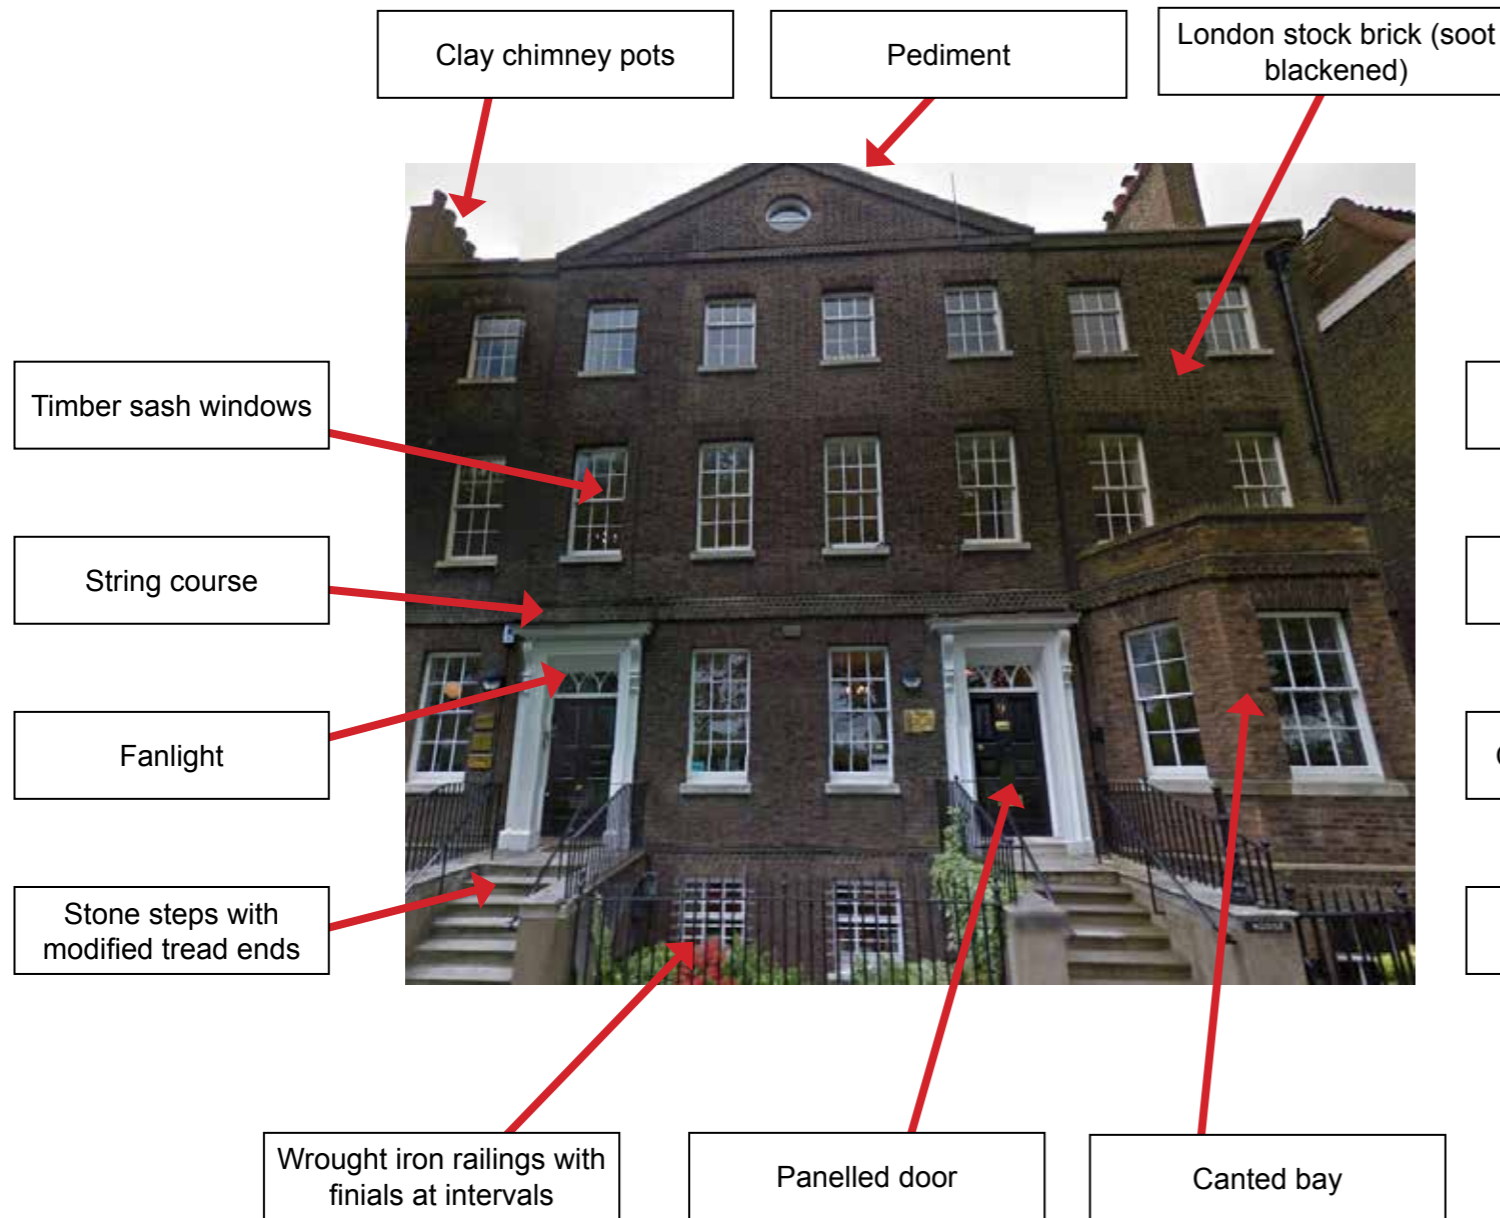 Clay chimney pots
Pediment
London stock brick (soot
blackened)
Timber sash windows
String course
Fanlight
Stone steps with
modified tread ends
Wrought iron railings with
finials at intervals
Panelled door
Canted bay